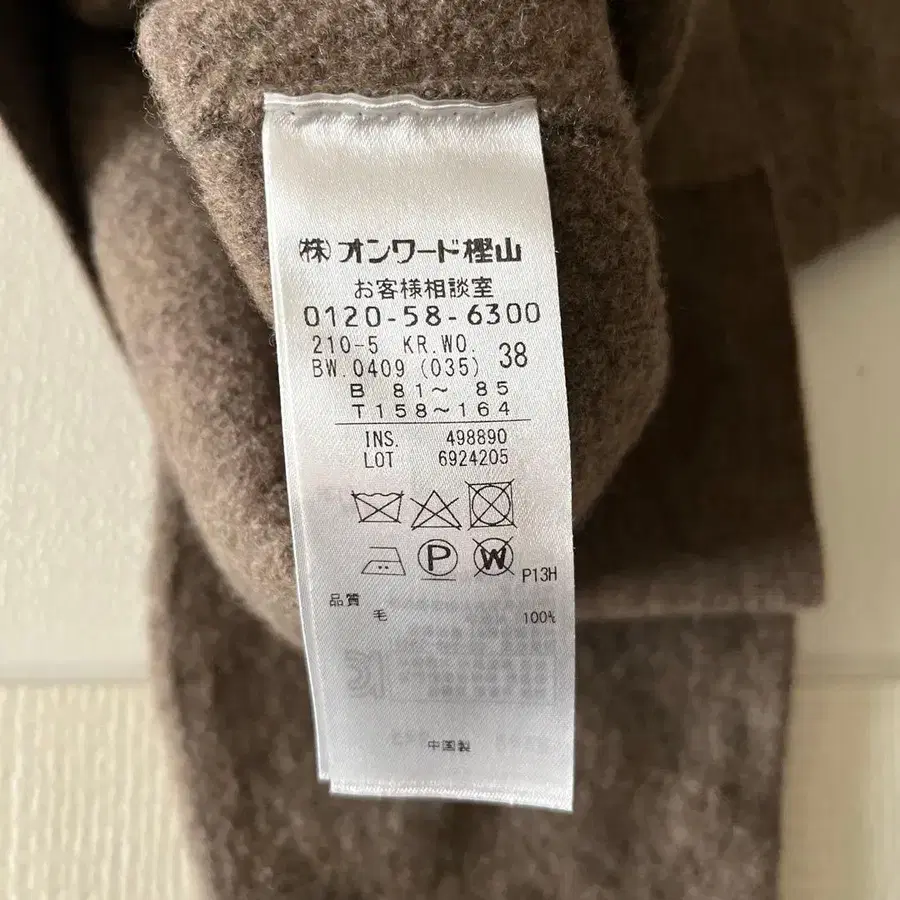 (株)オンワード樫山
お客様相談室
0120-58-6300
210-5 KR.WO. 38
BW.0409 (035)
B 81～ 85
T158～164
INS. 498890
LOT 6924205
P
W
P13H
品質
毛 100%
中国製